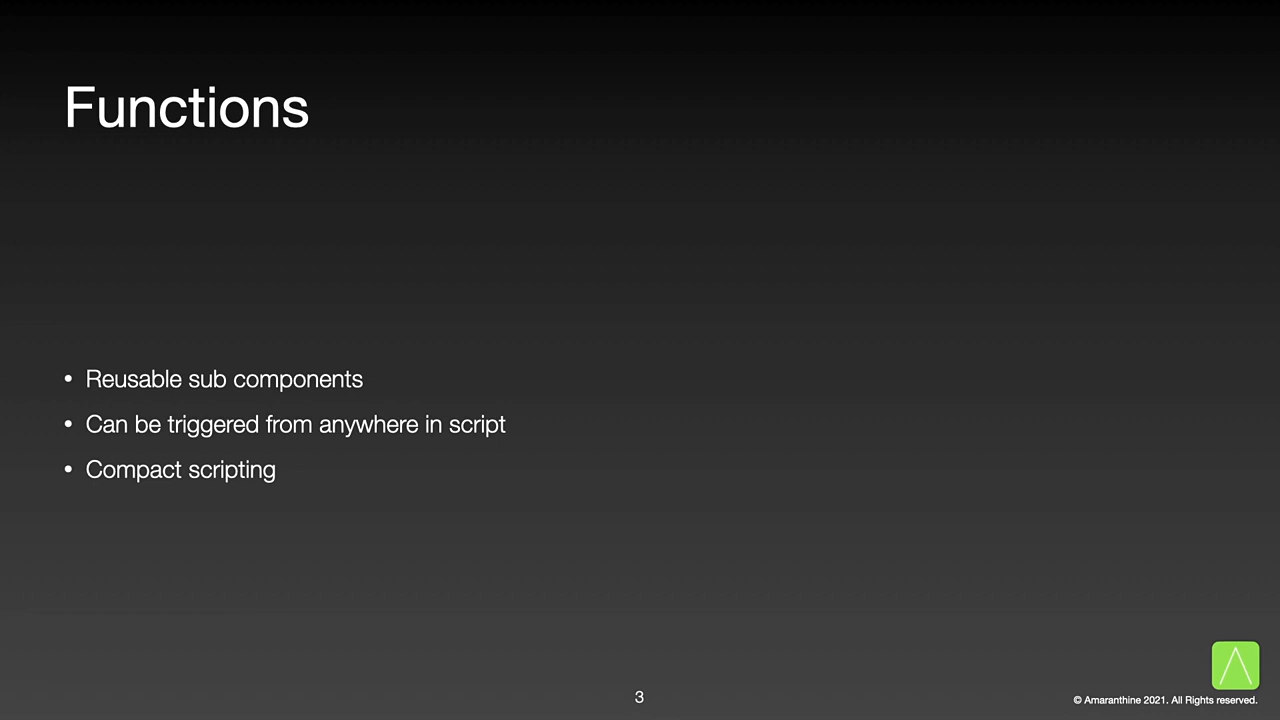 Functions
• Reusable sub components
• Can be triggered from anywhere in script
• Compact scripting
3
© Amaranthine 2021. All Rights reserved.